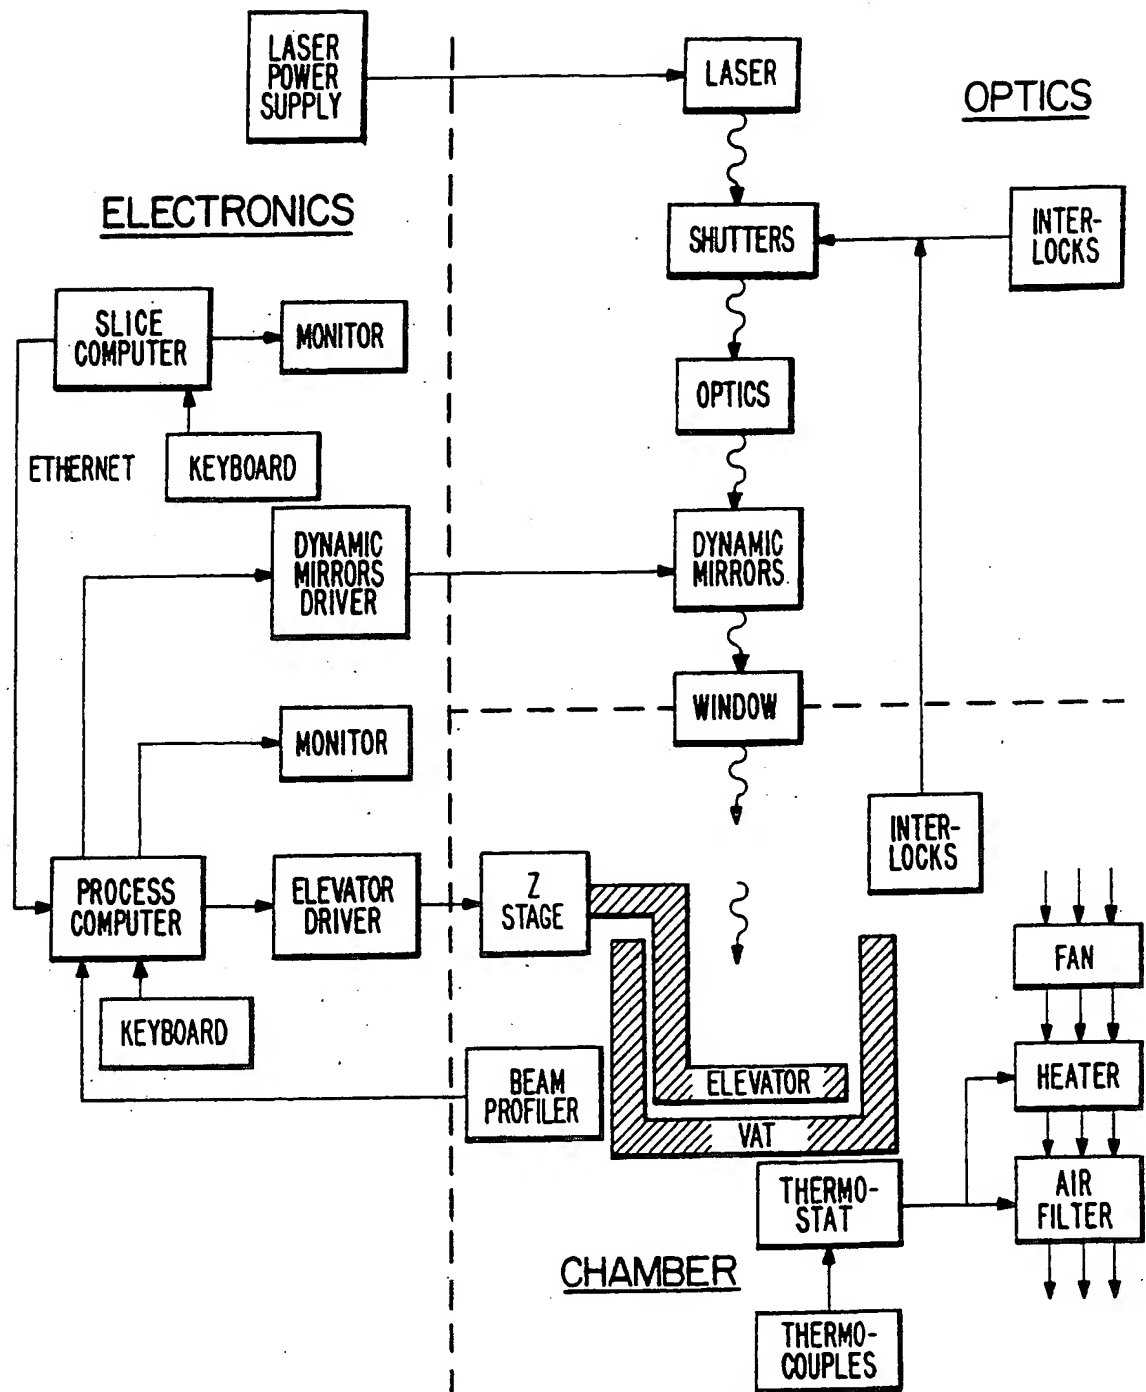 LASER
POWER
SUPPLY
LASER
OPTICS
ELECTRONICS
SHUTTERS
INTER-
LOCKS
SLICE
COMPUTER
MONITOR
OPTICS
ETHERNET
KEYBOARD
DYNAMIC
MIRRORS
DRIVER
DYNAMIC
MIRRORS
WINDOW
MONITOR
INTER-
LOCKS
PROCESS
COMPUTER
ELEVATOR
DRIVER
Z
STAGE
FAN
KEYBOARD
BEAM
PROFILER
ELEVATOR
HEATER
VAT
THERMO-
STAT
AIR
FILTER
CHAMBER
THERMO-
COUPLES